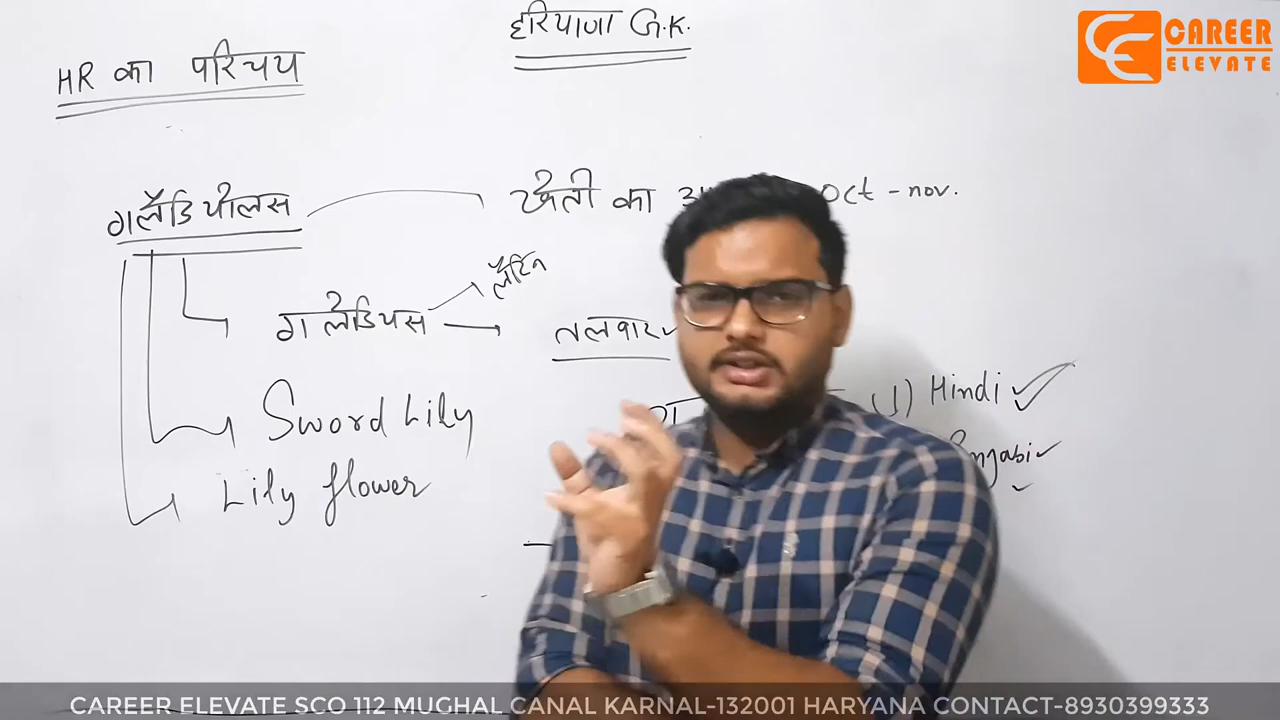 हरियाणा G.K.
CAREER
ELEVATE
HR का परिचय
ग्लैडियोलस
खेती का
Oct - nov.
लैटिन
ग्लैडियस
तलवार
Sword Lily
(1) Hindi
Lily flower
CAREER ELEVATE SCO 112 MUGHAL CANAL KARNAL-132001 HARYANA CONTACT-8930399333